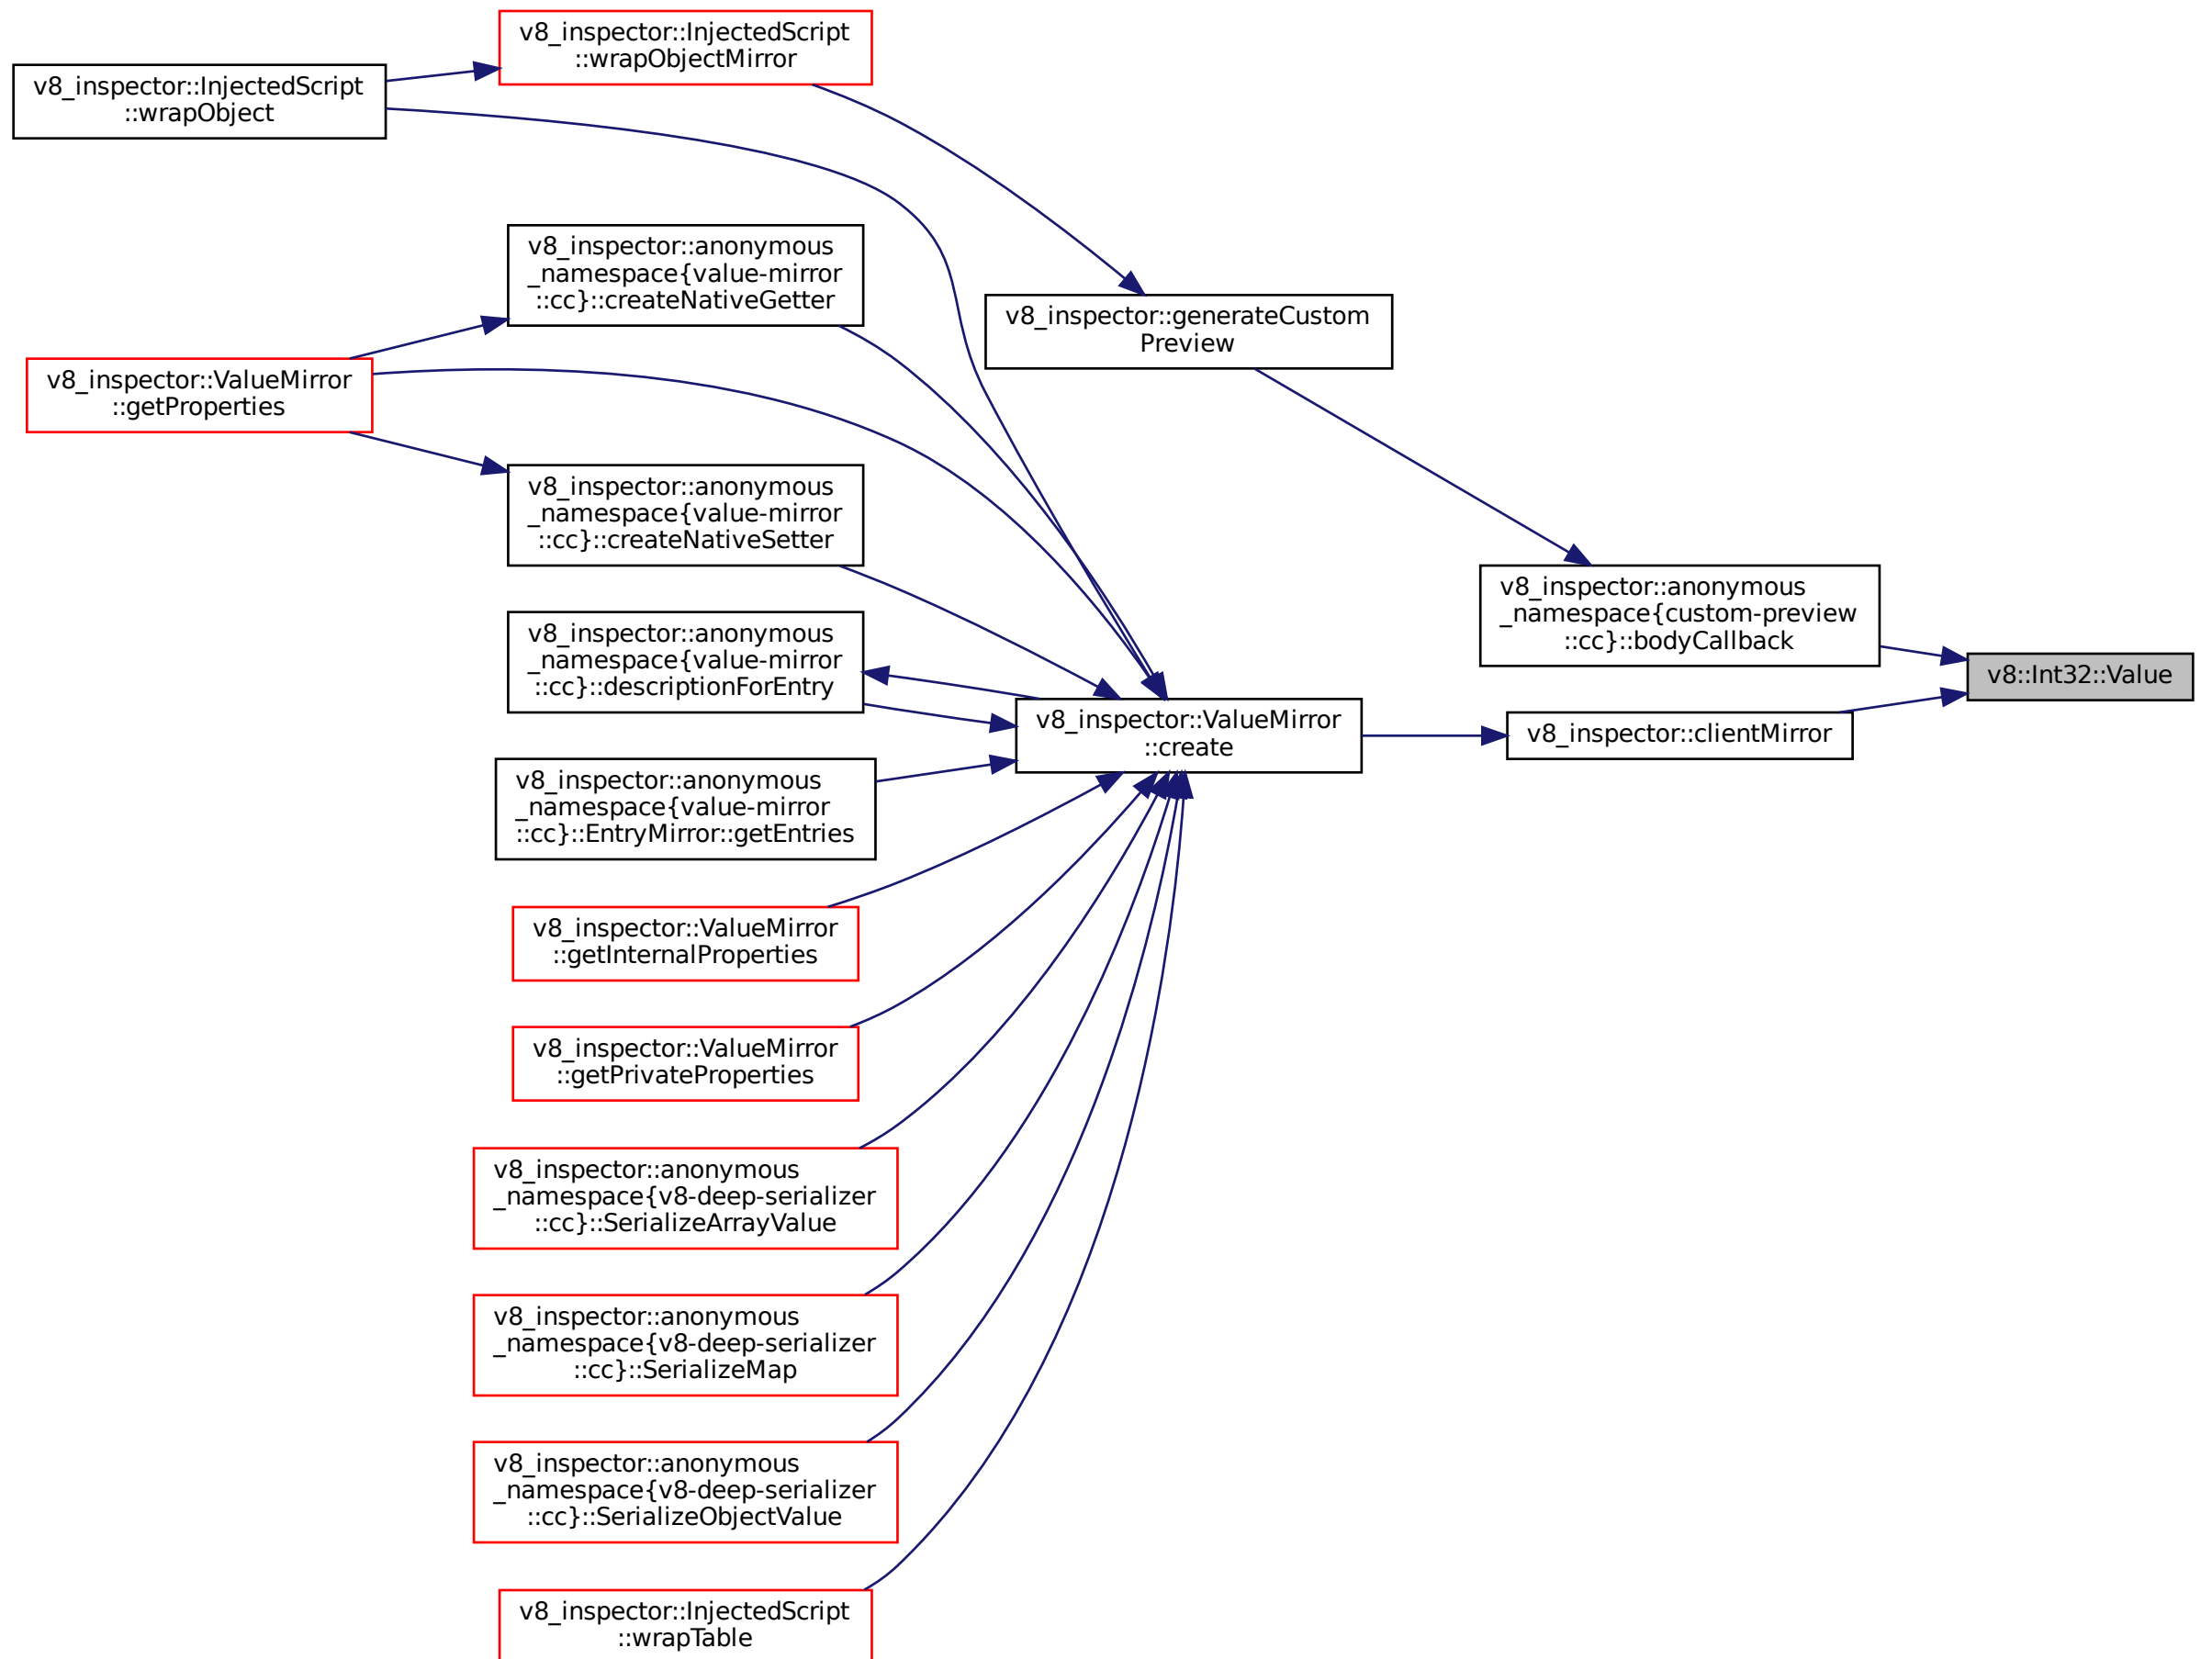 v8_inspector::InjectedScript
::wrapObjectMirror
v8_inspector::InjectedScript
::wrapObject
v8_inspector::anonymous
_namespace{value-mirror
::cc}::createNativeGetter
v8_inspector::generateCustom
Preview
v8_inspector::ValueMirror
::getProperties
v8_inspector::anonymous
_namespace{value-mirror
::cc}::createNativeSetter
v8_inspector::anonymous
_namespace{custom-preview
::cc}::bodyCallback
v8_inspector::anonymous
_namespace{value-mirror
::cc}::descriptionForEntry
v8::Int32::Value
v8_inspector::ValueMirror
::create
v8_inspector::clientMirror
v8_inspector::anonymous
_namespace{value-mirror
::cc}::EntryMirror::getEntries
v8_inspector::ValueMirror
::getInternalProperties
v8_inspector::ValueMirror
::getPrivateProperties
v8_inspector::anonymous
_namespace{v8-deep-serializer
::cc}::SerializeArrayValue
v8_inspector::anonymous
_namespace{v8-deep-serializer
::cc}::SerializeMap
v8_inspector::anonymous
_namespace{v8-deep-serializer
::cc}::SerializeObjectValue
v8_inspector::InjectedScript
::wrapTable